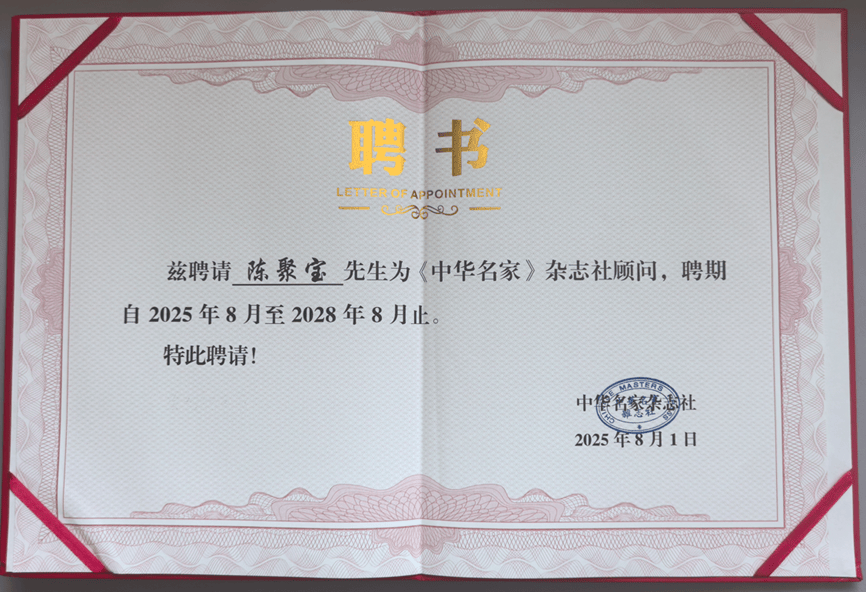 聘书
LETTER OF APPOINTMENT
兹聘请 陈聚宝 先生为《中华名家》杂志社顾问，聘期
自 2025 年 8 月至 2028 年 8 月止。
特此聘请！
中华名家杂志社
2025 年 8 月 1 日